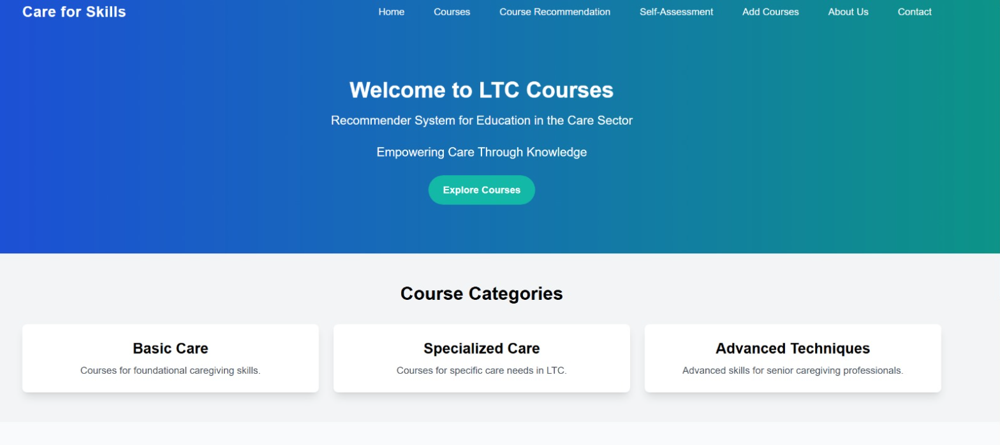 Care for Skills
Home Courses Course Recommendation Self-Assessment Add Courses About Us Contact
Welcome to LTC Courses
Recommender System for Education in the Care Sector
Empowering Care Through Knowledge
Explore Courses
Course Categories
Basic Care
Courses for foundational caregiving skills.
Specialized Care
Courses for specific care needs in LTC.
Advanced Techniques
Advanced skills for senior caregiving professionals.